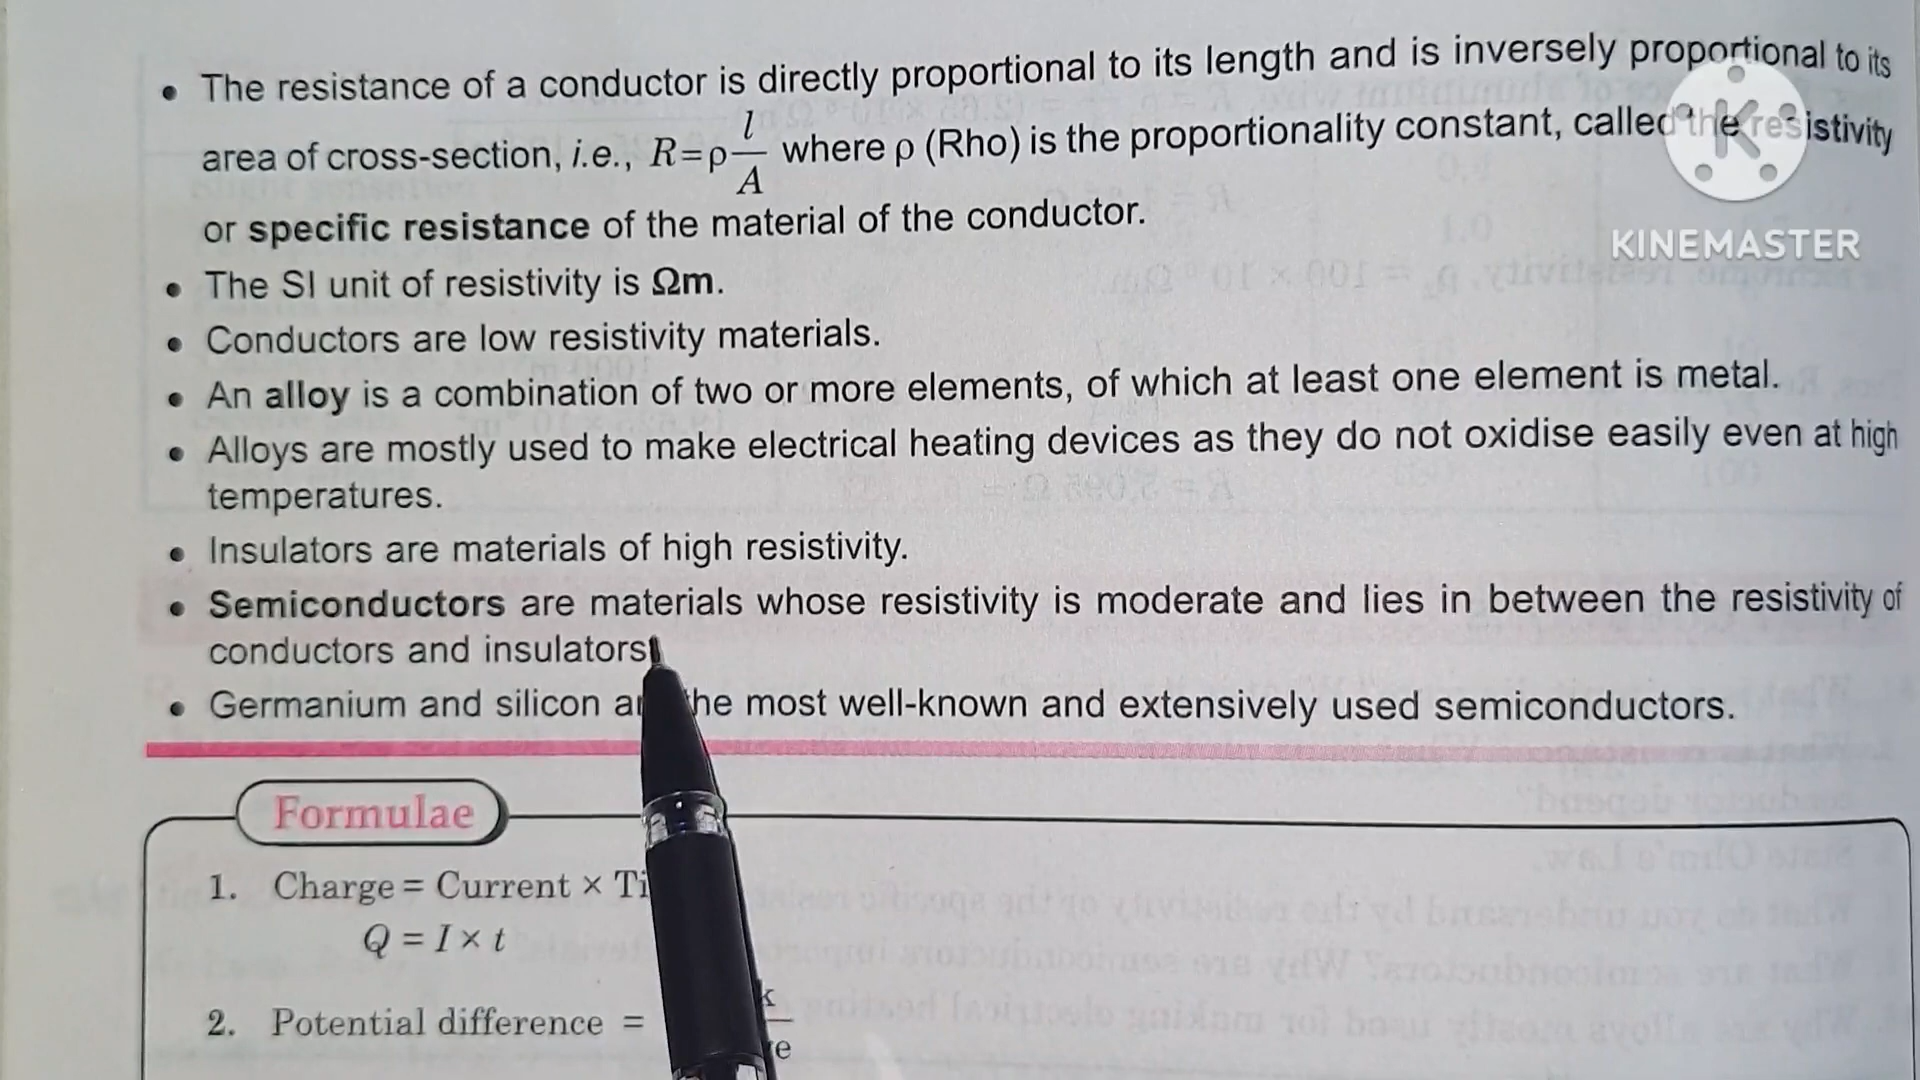 • The resistance of a conductor is directly proportional to its length and is inversely proportional to its
area of cross-section, i.e., R=ρ l/A where ρ (Rho) is the proportionality constant, called the resistivity
or specific resistance of the material of the conductor.
KINEMASTER
• The SI unit of resistivity is Ωm.
• Conductors are low resistivity materials.
• An alloy is a combination of two or more elements, of which at least one element is metal.
• Alloys are mostly used to make electrical heating devices as they do not oxidise easily even at high
temperatures.
• Insulators are materials of high resistivity.
• Semiconductors are materials whose resistivity is moderate and lies in between the resistivity of
conductors and insulators
• Germanium and silicon he most well-known and extensively used semiconductors.
Formulae
1. Charge = Current × Ti
Q = I × t
2. Potential difference =